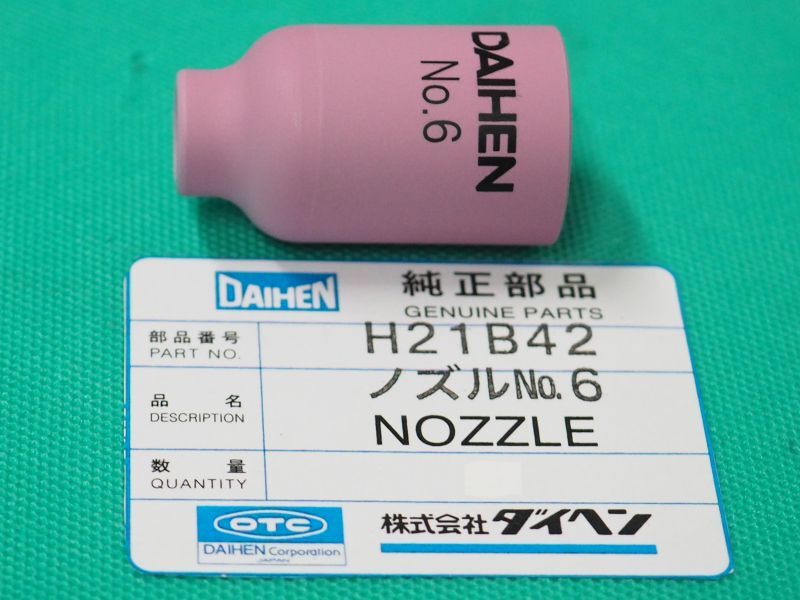 DAIHEN
No.6
DAIHEN 純正部品
GENUINE PARTS
部品番号 H21B42
PART NO.
品名 ノズルNo.6
DESCRIPTION NOZZLE
数量
QUANTITY
OTC 株式会社 ダイヘン
DAIHEN Corporation
JAPAN